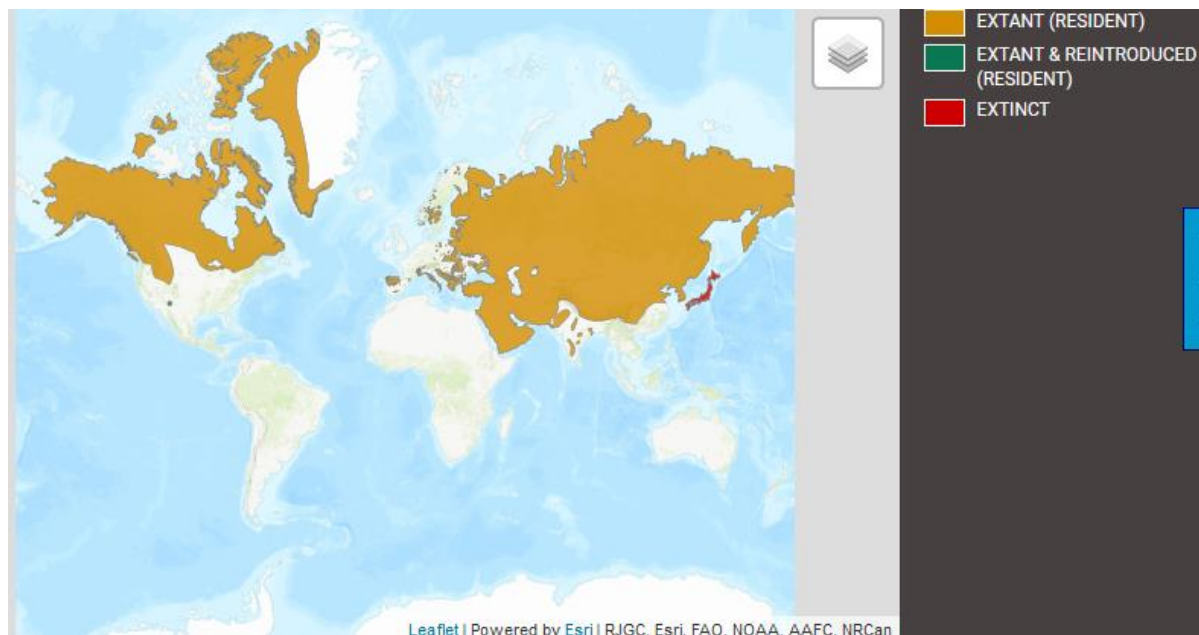 EXTANT (RESIDENT)
EXTANT & REINTRODUCED
(RESIDENT)
EXTINCT
Leaflet | Powered by Esri | RJGC, Esri, FAO, NOAA, AAFC, NRCan